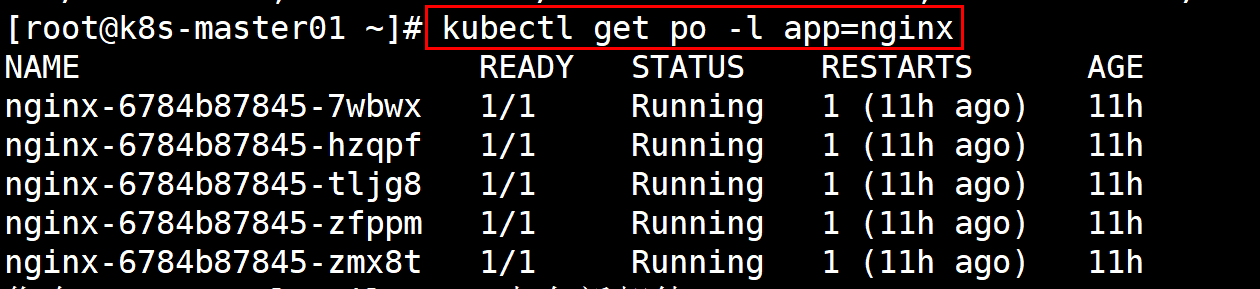 [root@k8s-master01 ~]# kubectl get po -l app=nginx
NAME READY STATUS RESTARTS AGE
nginx-6784b87845-7wbwx 1/1 Running 1 (11h ago) 11h
nginx-6784b87845-hzqpf 1/1 Running 1 (11h ago) 11h
nginx-6784b87845-tljg8 1/1 Running 1 (11h ago) 11h
nginx-6784b87845-zfppm 1/1 Running 1 (11h ago) 11h
nginx-6784b87845-zmx8t 1/1 Running 1 (11h ago) 11h